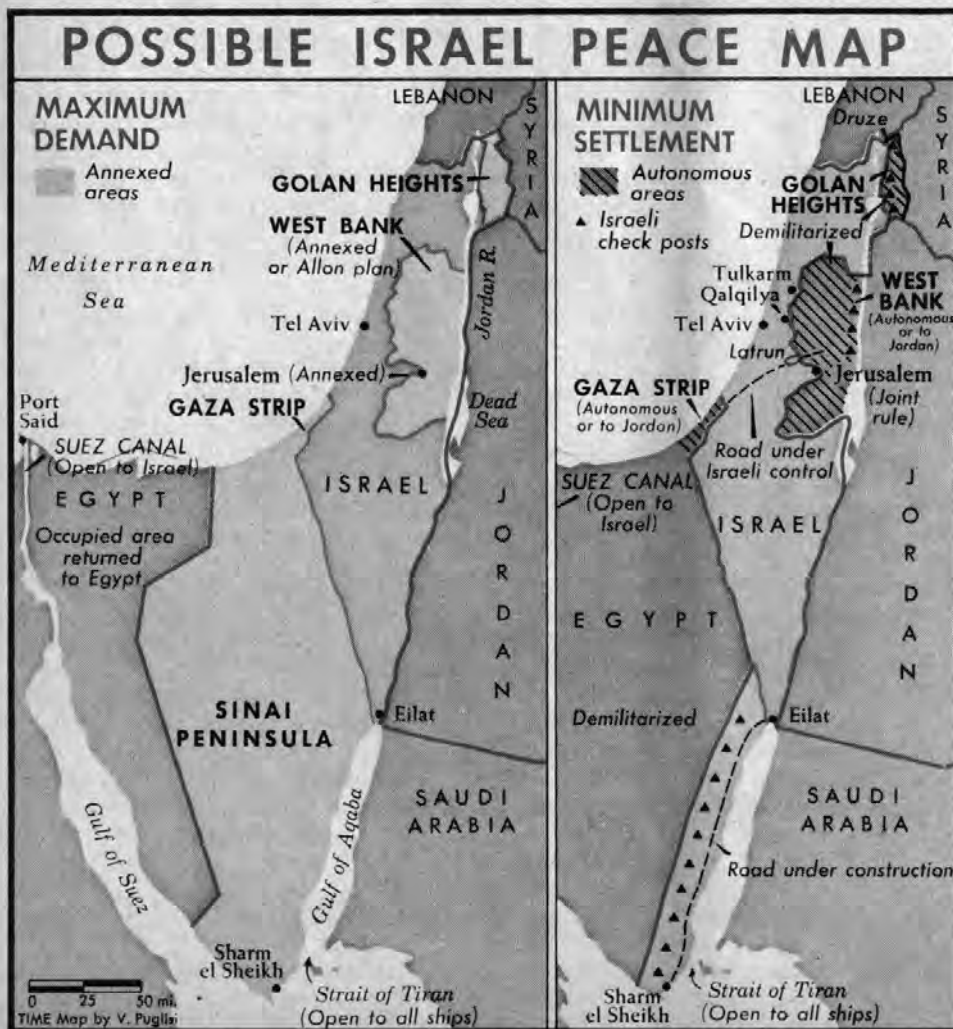 POSSIBLE ISRAEL PEACE MAP
MAXIMUM
DEMAND
Annexed
areas
LEBANON
SYRIA
GOLAN HEIGHTS
WEST BANK
(Annexed
or Allon plan)
Mediterranean
Sea
Jordan R.
Tel Aviv
Jerusalem (Annexed)
GAZA STRIP
Dead
Sea
Port
Said
SUEZ CANAL
(Open to Israel)
ISRAEL
EGYPT
Occupied area
returned
to Egypt
JORDAN
SINAI
PENINSULA
Eilat
Gulf of Suez
Gulf of Aqaba
SAUDI
ARABIA
Sharm
el Sheikh
Strait of Tiran
(Open to all ships)
0 25 50 mi.
TIME Map by V. Puglisi
MINIMUM
SETTLEMENT
Autonomous
areas
Israeli
check posts
LEBANON
Druze
SYRIA
GOLAN
HEIGHTS
Demilitarized
Tulkarm
Qalqilya
WEST
BANK
(Autonomous
or to
Jordan)
Tel Aviv
Latrun
Jerusalem
(Joint
rule)
GAZA STRIP
(Autonomous
or to Jordon)
Road under
Israeli control
SUEZ CANAL
(Open to
Israel)
ISRAEL
JORDAN
EGYPT
Demilitarized
Eilat
SAUDI
ARABIA
Road under construction
Sharm
el Sheikh
Strait of Tiran
(Open to all ships)